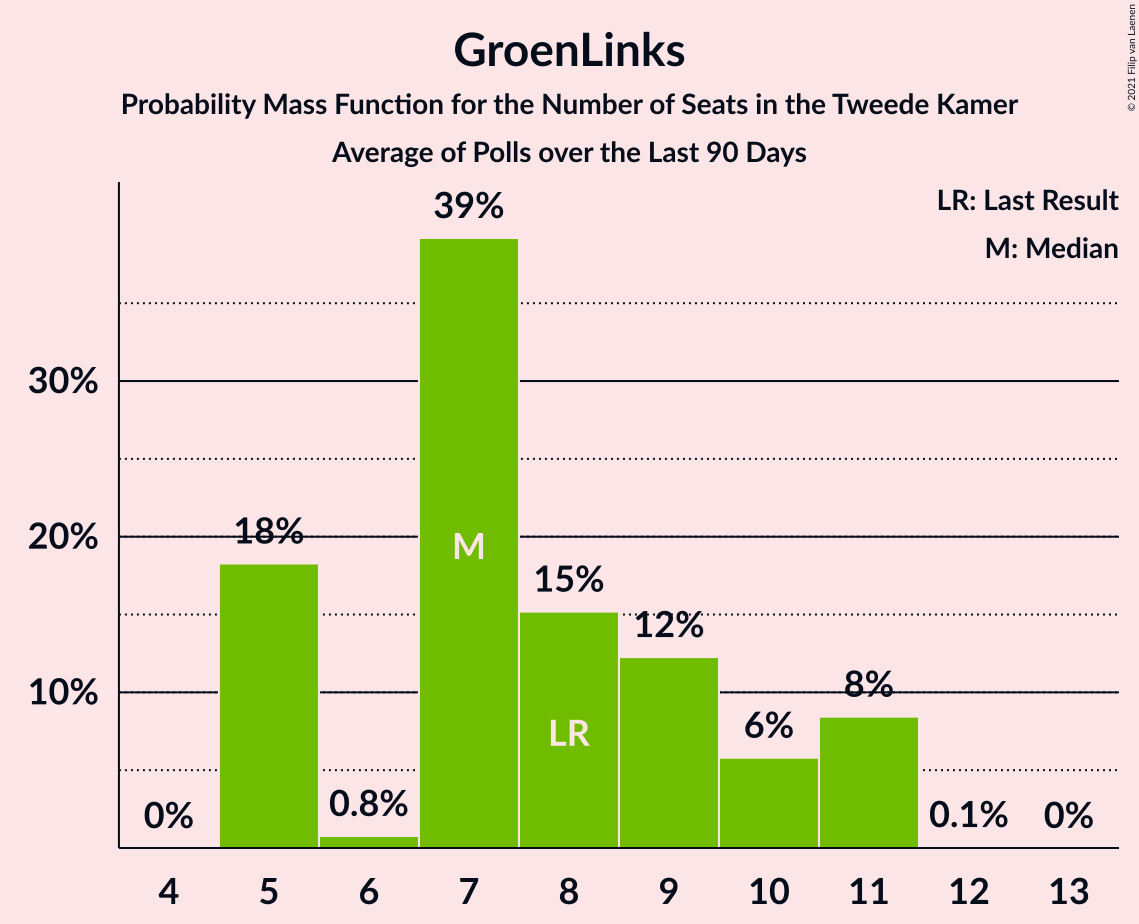 GroenLinks
Probability Mass Function for the Number of Seats in the Tweede Kamer
Average of Polls over the Last 90 Days
© 2021 Filip van Laenen
LR: Last Result
M: Median
39%
30%
20%
18%
M
15%
12%
10%
8%
6%
LR
0%
0.8%
0.1%
0%
4 5 6 7 8 9 10 11 12 13